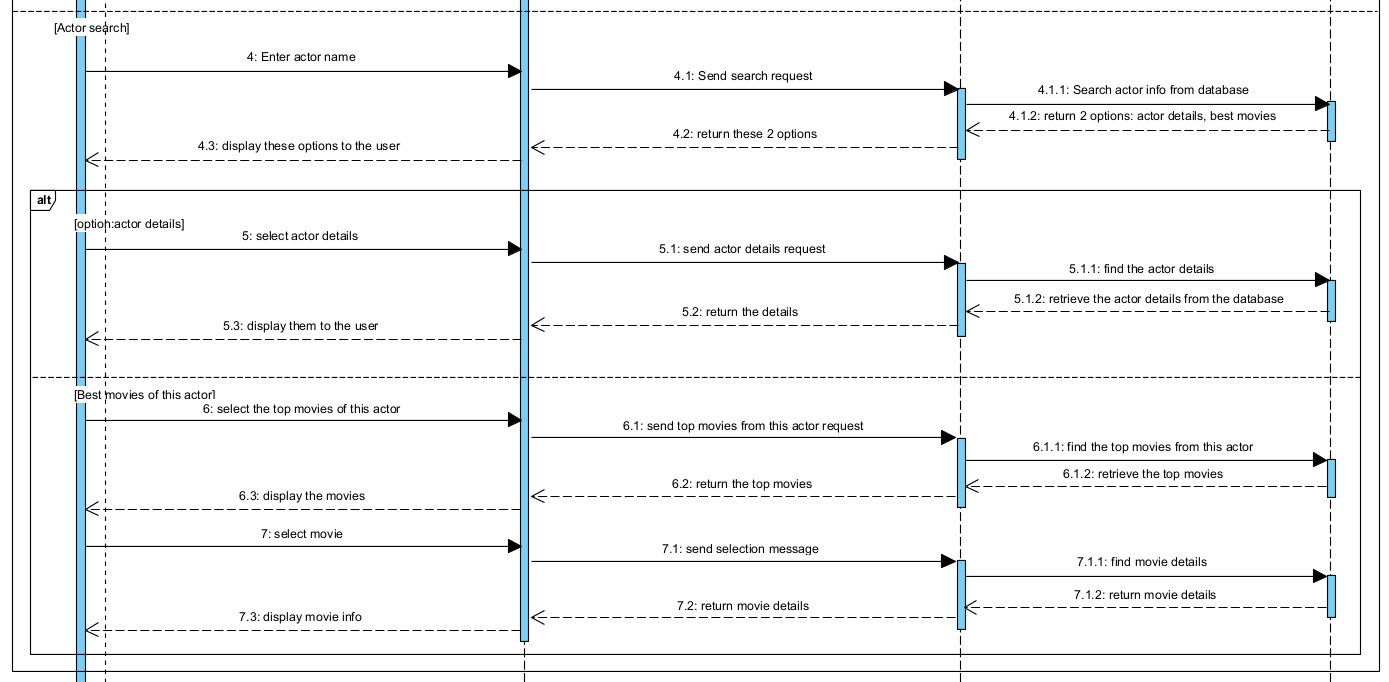 [Actor search]
4: Enter actor name
4.1: Send search request
4.1.1: Search actor info from database
4.1.2: return 2 options: actor details, best movies
4.2: return these 2 options
4.3: display these options to the user
alt
[option:actor details]
5: select actor details
5.1: send actor details request
5.1.1: find the actor details
5.1.2: retrieve the actor details from the database
5.2: return the details
5.3: display them to the user
[Best movies of this actor]
6: select the top movies of this actor
6.1: send top movies from this actor request
6.1.1: find the top movies from this actor
6.1.2: retrieve the top movies
6.2: return the top movies
6.3: display the movies
7: select movie
7.1: send selection message
7.1.1: find movie details
7.1.2: return movie details
7.2: return movie details
7.3: display movie info